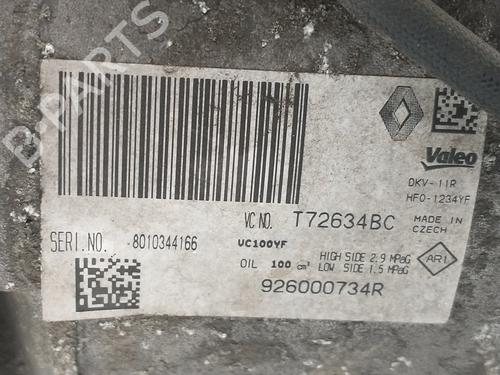 B-PARTS
Valeo
DKV-11R
HFO-1234YF
VC NO. T72634BC
MADE IN
CZECH
SERI.NO. 8010344166
VC100YF
OIL 100 cm³
HIGH SIDE 2.9 MPaG
LOW SIDE 1.5 MPaG
AR1
926000734R